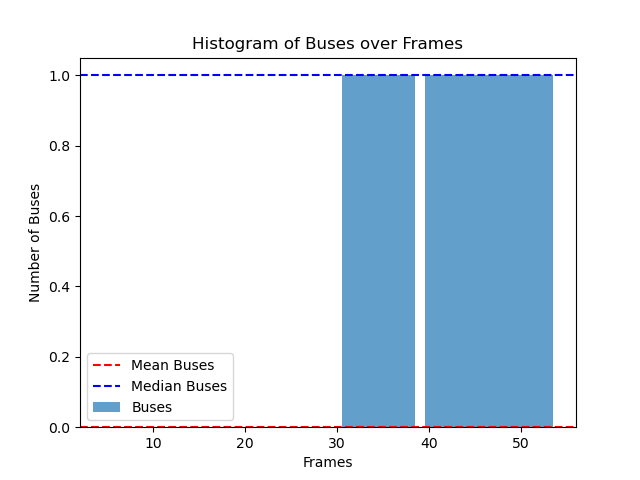 Histogram of Buses over Frames
1.0
0.8
0.6
0.4
0.2
0.0
Number of Buses
Mean Buses
Median Buses
Buses
10 20 30 40 50
Frames